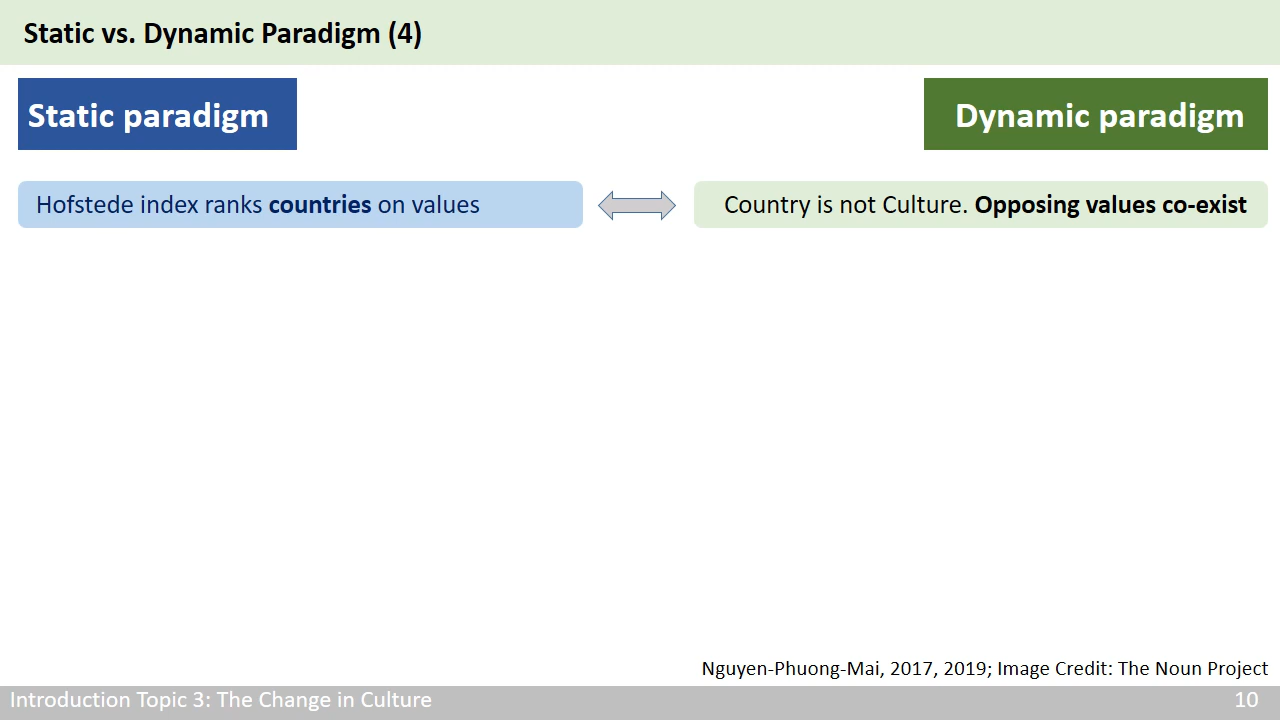 Static vs. Dynamic Paradigm (4)
Static paradigm
Dynamic paradigm
Hofstede index ranks countries on values
Country is not Culture. Opposing values co-exist
Nguyen-Phuong-Mai, 2017, 2019; Image Credit: The Noun Project
Introduction Topic 3: The Change in Culture
10